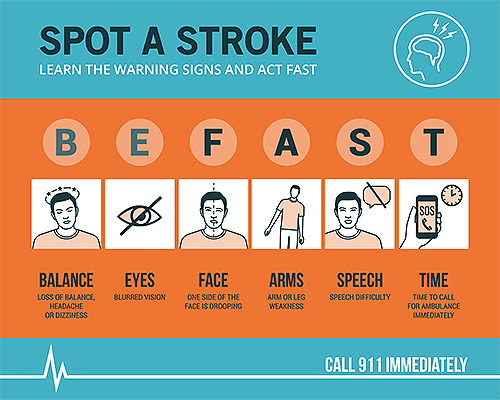 SPOT A STROKE
LEARN THE WARNING SIGNS AND ACT FAST
B E F A S T
SOS
BALANCE
LOSS OF BALANCE,
HEADACHE
OR DIZZINESS
EYES
BLURRED VISION
FACE
ONE SIDE OF THE
FACE IS DROOPING
ARMS
ARM OR LEG
WEAKNESS
SPEECH
SPEECH DIFFICULTY
TIME
TIME TO CALL
FOR AMBULANCE
IMMEDIATELY
CALL 911 IMMEDIATELY